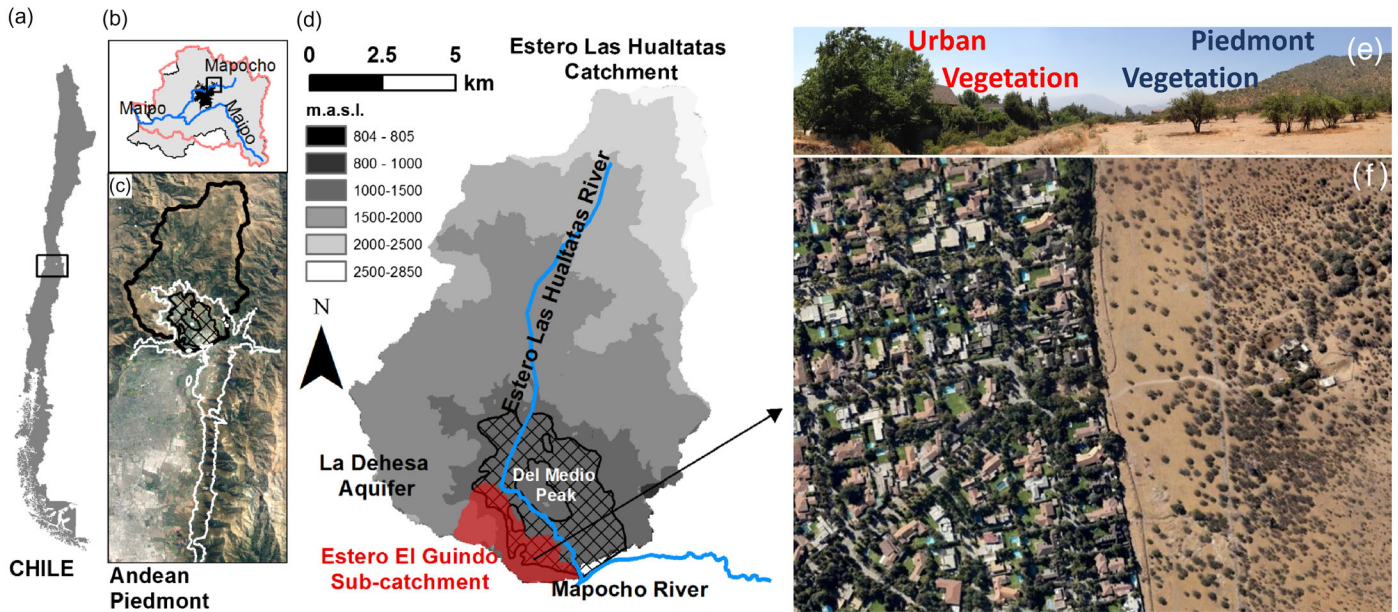 (a)
CHILE
(b)
Mapocho
Maipo
Maipo
(c)
Andean
Piedmont
(d)
0 2.5 5
km
Estero Las Hualtatas
Catchment
m.a.s.l.
804 - 805
800 - 1000
1000-1500
1500-2000
2000-2500
2500-2850
N
Estero Las Hualtatas River
La Dehesa
Aquifer
Del Medio
Peak
Estero El Guindo
Sub-catchment
Mapocho River
Urban
Vegetation
Piedmont
Vegetation
(e)
(f)